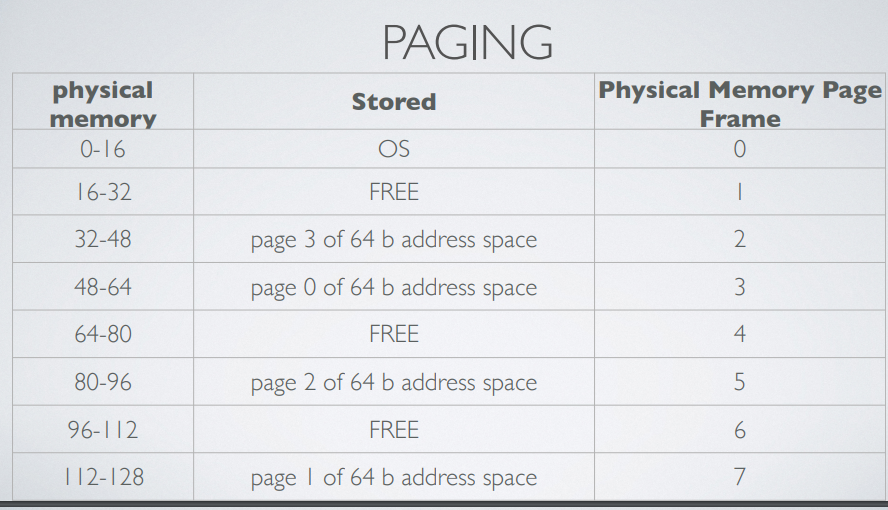 PAGING
physical memory Stored Physical Memory Page Frame
0-16 OS 0
16-32 FREE 1
32-48 page 3 of 64 b address space 2
48-64 page 0 of 64 b address space 3
64-80 FREE 4
80-96 page 2 of 64 b address space 5
96-112 FREE 6
112-128 page 1 of 64 b address space 7